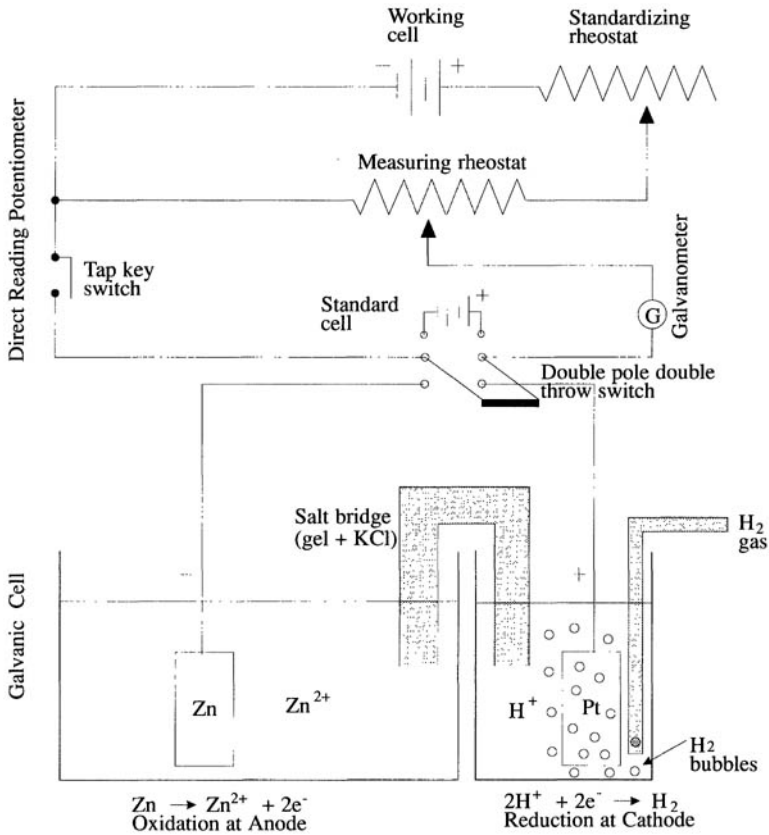 Working
cell
Standardizing
rheostat
− +
Measuring rheostat
Direct Reading Potentiometer
Tap key
switch
Standard
cell
+
G
Galvanometer
Double pole double
throw switch
Salt bridge
(gel + KCl)
H2
gas
− +
Galvanic Cell
Zn
Zn2+
H+
Pt
H2
bubbles
Zn → Zn2+ + 2e-
Oxidation at Anode
2H+ + 2e- → H2
Reduction at Cathode